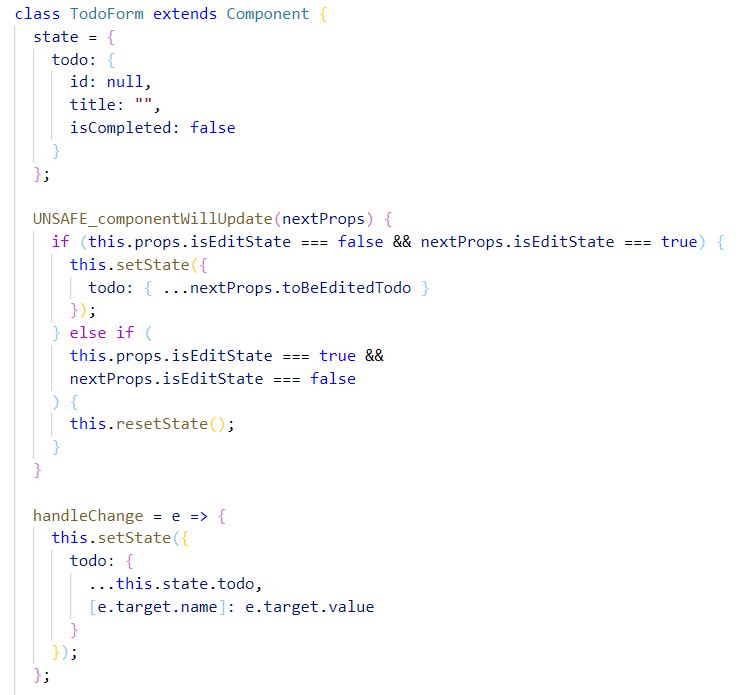 class TodoForm extends Component {
  state = {
    todo: {
      id: null,
      title: "",
      isCompleted: false
    }
  };

  UNSAFE_componentWillUpdate(nextProps) {
    if (this.props.isEditState === false && nextProps.isEditState === true) {
      this.setState({
        todo: { ...nextProps.toBeEditedTodo }
      });
    } else if (
      this.props.isEditState === true &&
      nextProps.isEditState === false
    ) {
      this.resetState();
    }
  }

  handleChange = e => {
    this.setState({
      todo: {
        ...this.state.todo,
        [e.target.name]: e.target.value
      }
    });
  };